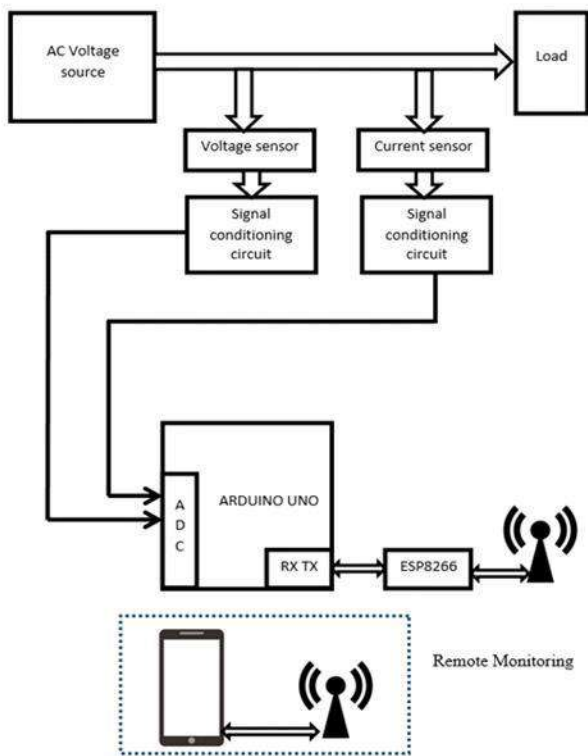 AC Voltage
source
Load
Voltage sensor
Current sensor
Signal
conditioning
circuit
Signal
conditioning
circuit
A
D
C
ARDUINO UNO
RX TX
ESP8266
Remote Monitoring